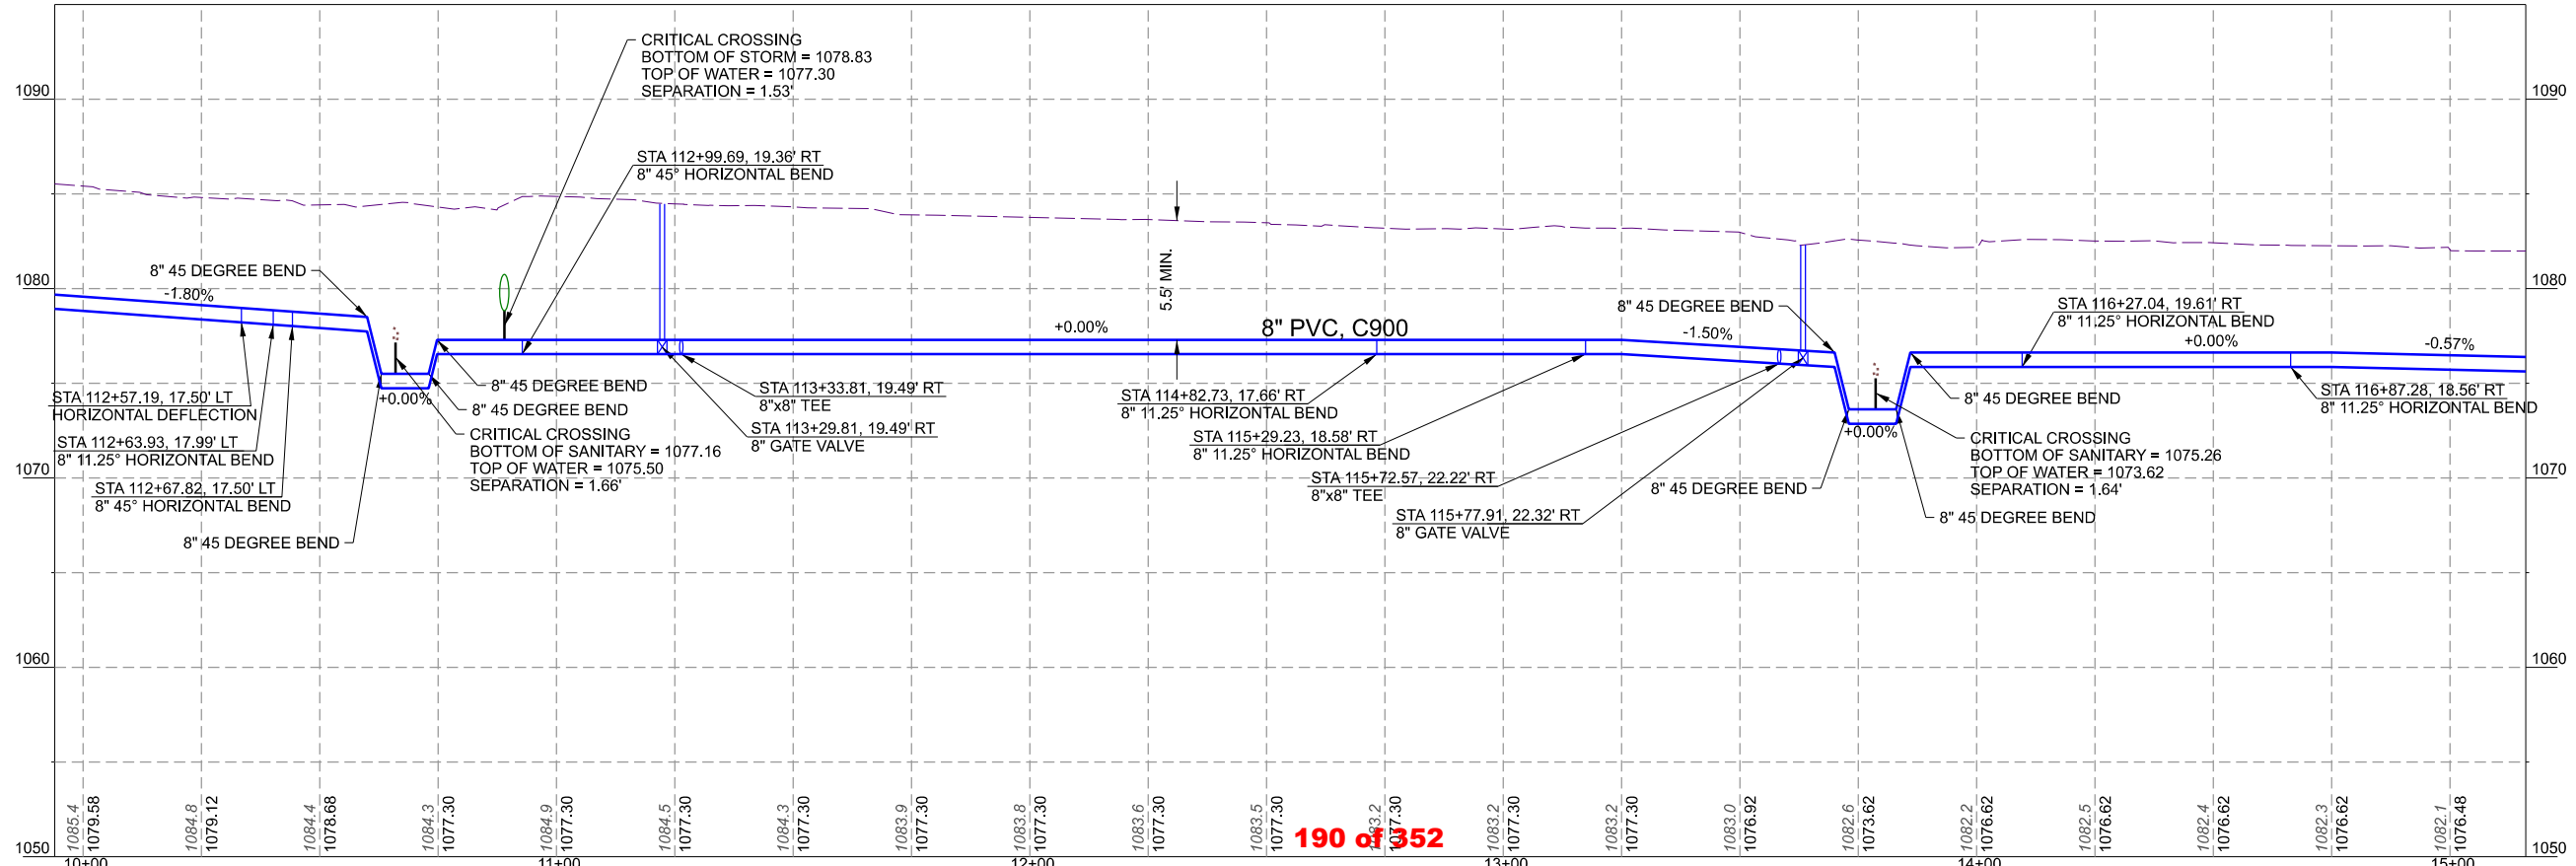 CRITICAL CROSSING
BOTTOM OF STORM = 1078.83
TOP OF WATER = 1077.30
SEPARATION = 1.53'
1090
1090
STA 112+99.69, 19.36' RT
8" 45° HORIZONTAL BEND
8" 45 DEGREE BEND
-1.80%
1080
1080
5.5' MIN.
+0.00%
8" PVC, C900
-1.50%
8" 45 DEGREE BEND
STA 116+27.04, 19.61' RT
8" 11.25° HORIZONTAL BEND
+0.00%
-0.57%
STA 112+57.19, 17.50' LT
HORIZONTAL DEFLECTION
+0.00%
8" 45 DEGREE BEND
8" 45 DEGREE BEND
STA 113+33.81, 19.49' RT
8"x8" TEE
STA 113+29.81, 19.49' RT
8" GATE VALVE
STA 114+82.73, 17.66' RT
8" 11.25° HORIZONTAL BEND
8" 45 DEGREE BEND
STA 116+87.28, 18.56' RT
8" 11.25° HORIZONTAL BEND
STA 112+63.93, 17.99' LT
8" 11.25° HORIZONTAL BEND
CRITICAL CROSSING
BOTTOM OF SANITARY = 1077.16
TOP OF WATER = 1075.50
SEPARATION = 1.66'
STA 115+29.23, 18.58' RT
8" 11.25° HORIZONTAL BEND
+0.00%
CRITICAL CROSSING
BOTTOM OF SANITARY = 1075.26
TOP OF WATER = 1073.62
SEPARATION = 1.64'
1070
1070
STA 112+67.82, 17.50' LT
8" 45° HORIZONTAL BEND
STA 115+72.57, 22.22' RT
8"x8" TEE
8" 45 DEGREE BEND
STA 115+77.91, 22.32' RT
8" GATE VALVE
8" 45 DEGREE BEND
8" 45 DEGREE BEND
1060
1060
1085.4
1079.58
1084.8
1079.12
1084.4
1078.68
1084.3
1077.30
1084.9
1077.30
1084.5
1077.30
1084.3
1077.30
1083.9
1077.30
1083.8
1077.30
1083.6
1077.30
1083.5
1077.30
1083.2
1077.30
1083.2
1077.30
1083.2
1077.30
1083.0
1076.92
1082.6
1073.62
1082.2
1076.62
1082.5
1076.62
1082.4
1076.62
1082.3
1076.62
1082.1
1076.48
190 of 352
1050
1050
10+00
11+00
12+00
13+00
14+00
15+00